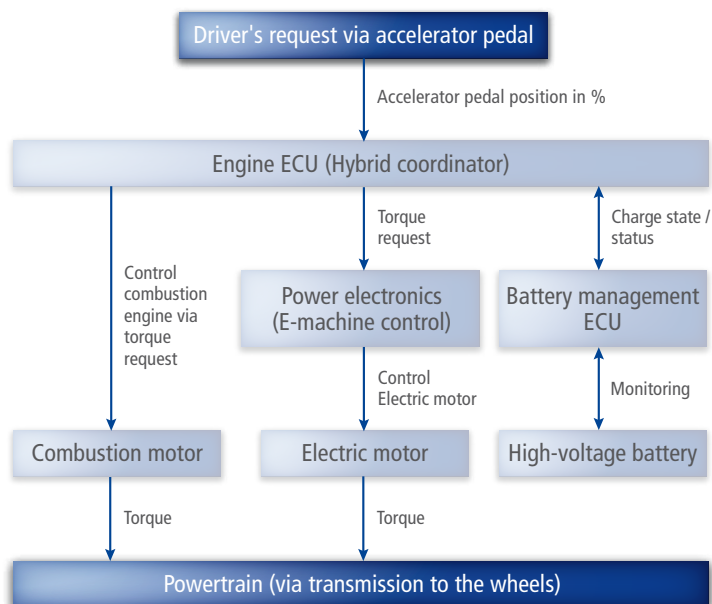 Driver's request via accelerator pedal
Accelerator pedal position in %
Engine ECU (Hybrid coordinator)
Torque
request
Charge state /
status
Control
combustion
engine via
torque
request
Power electronics
(E-machine control)
Battery management
ECU
Control
Electric motor
Monitoring
Combustion motor
Electric motor
High-voltage battery
Torque
Torque
Powertrain (via transmission to the wheels)